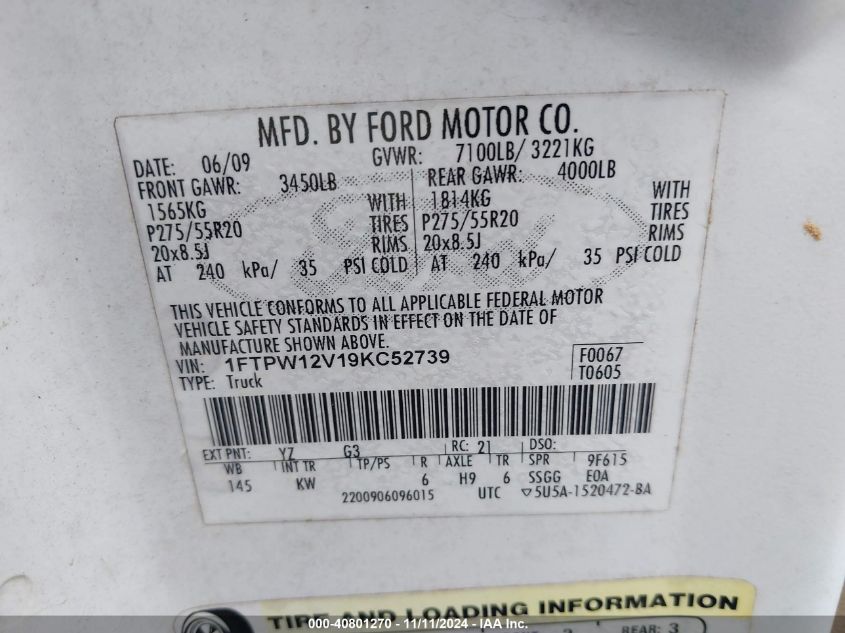 MFD. BY FORD MOTOR CO.
DATE: 06/09 GVWR: 7100LB/ 3221KG
FRONT GAWR: 3450LB REAR GAWR: 4000LB
1565KG WITH 1814KG WITH
P275/55R20 TIRES P275/55R20 TIRES
20x8.5J RIMS 20x8.5J RIMS
AT 240 kPa/ 35 PSI COLD AT 240 kPa/ 35 PSI COLD
THIS VEHICLE CONFORMS TO ALL APPLICABLE FEDERAL MOTOR
VEHICLE SAFETY STANDARDS IN EFFECT ON THE DATE OF
MANUFACTURE SHOWN ABOVE.
VIN: 1FTPW12V19KC52739 F0067
TYPE: Truck T0605
EXT PNT: YZ G3 RC: 21 DSO:
WB INT TR TP/PS R AXLE TR SPR 9F615
145 KW 6 H9 6 SSGG E0A
2200906096015 UTC ▽5U5A-1520472-BA
TIRE AND LOADING INFORMATION
REAR: 3
000-40801270 - 11/11/2024 - IAA Inc.